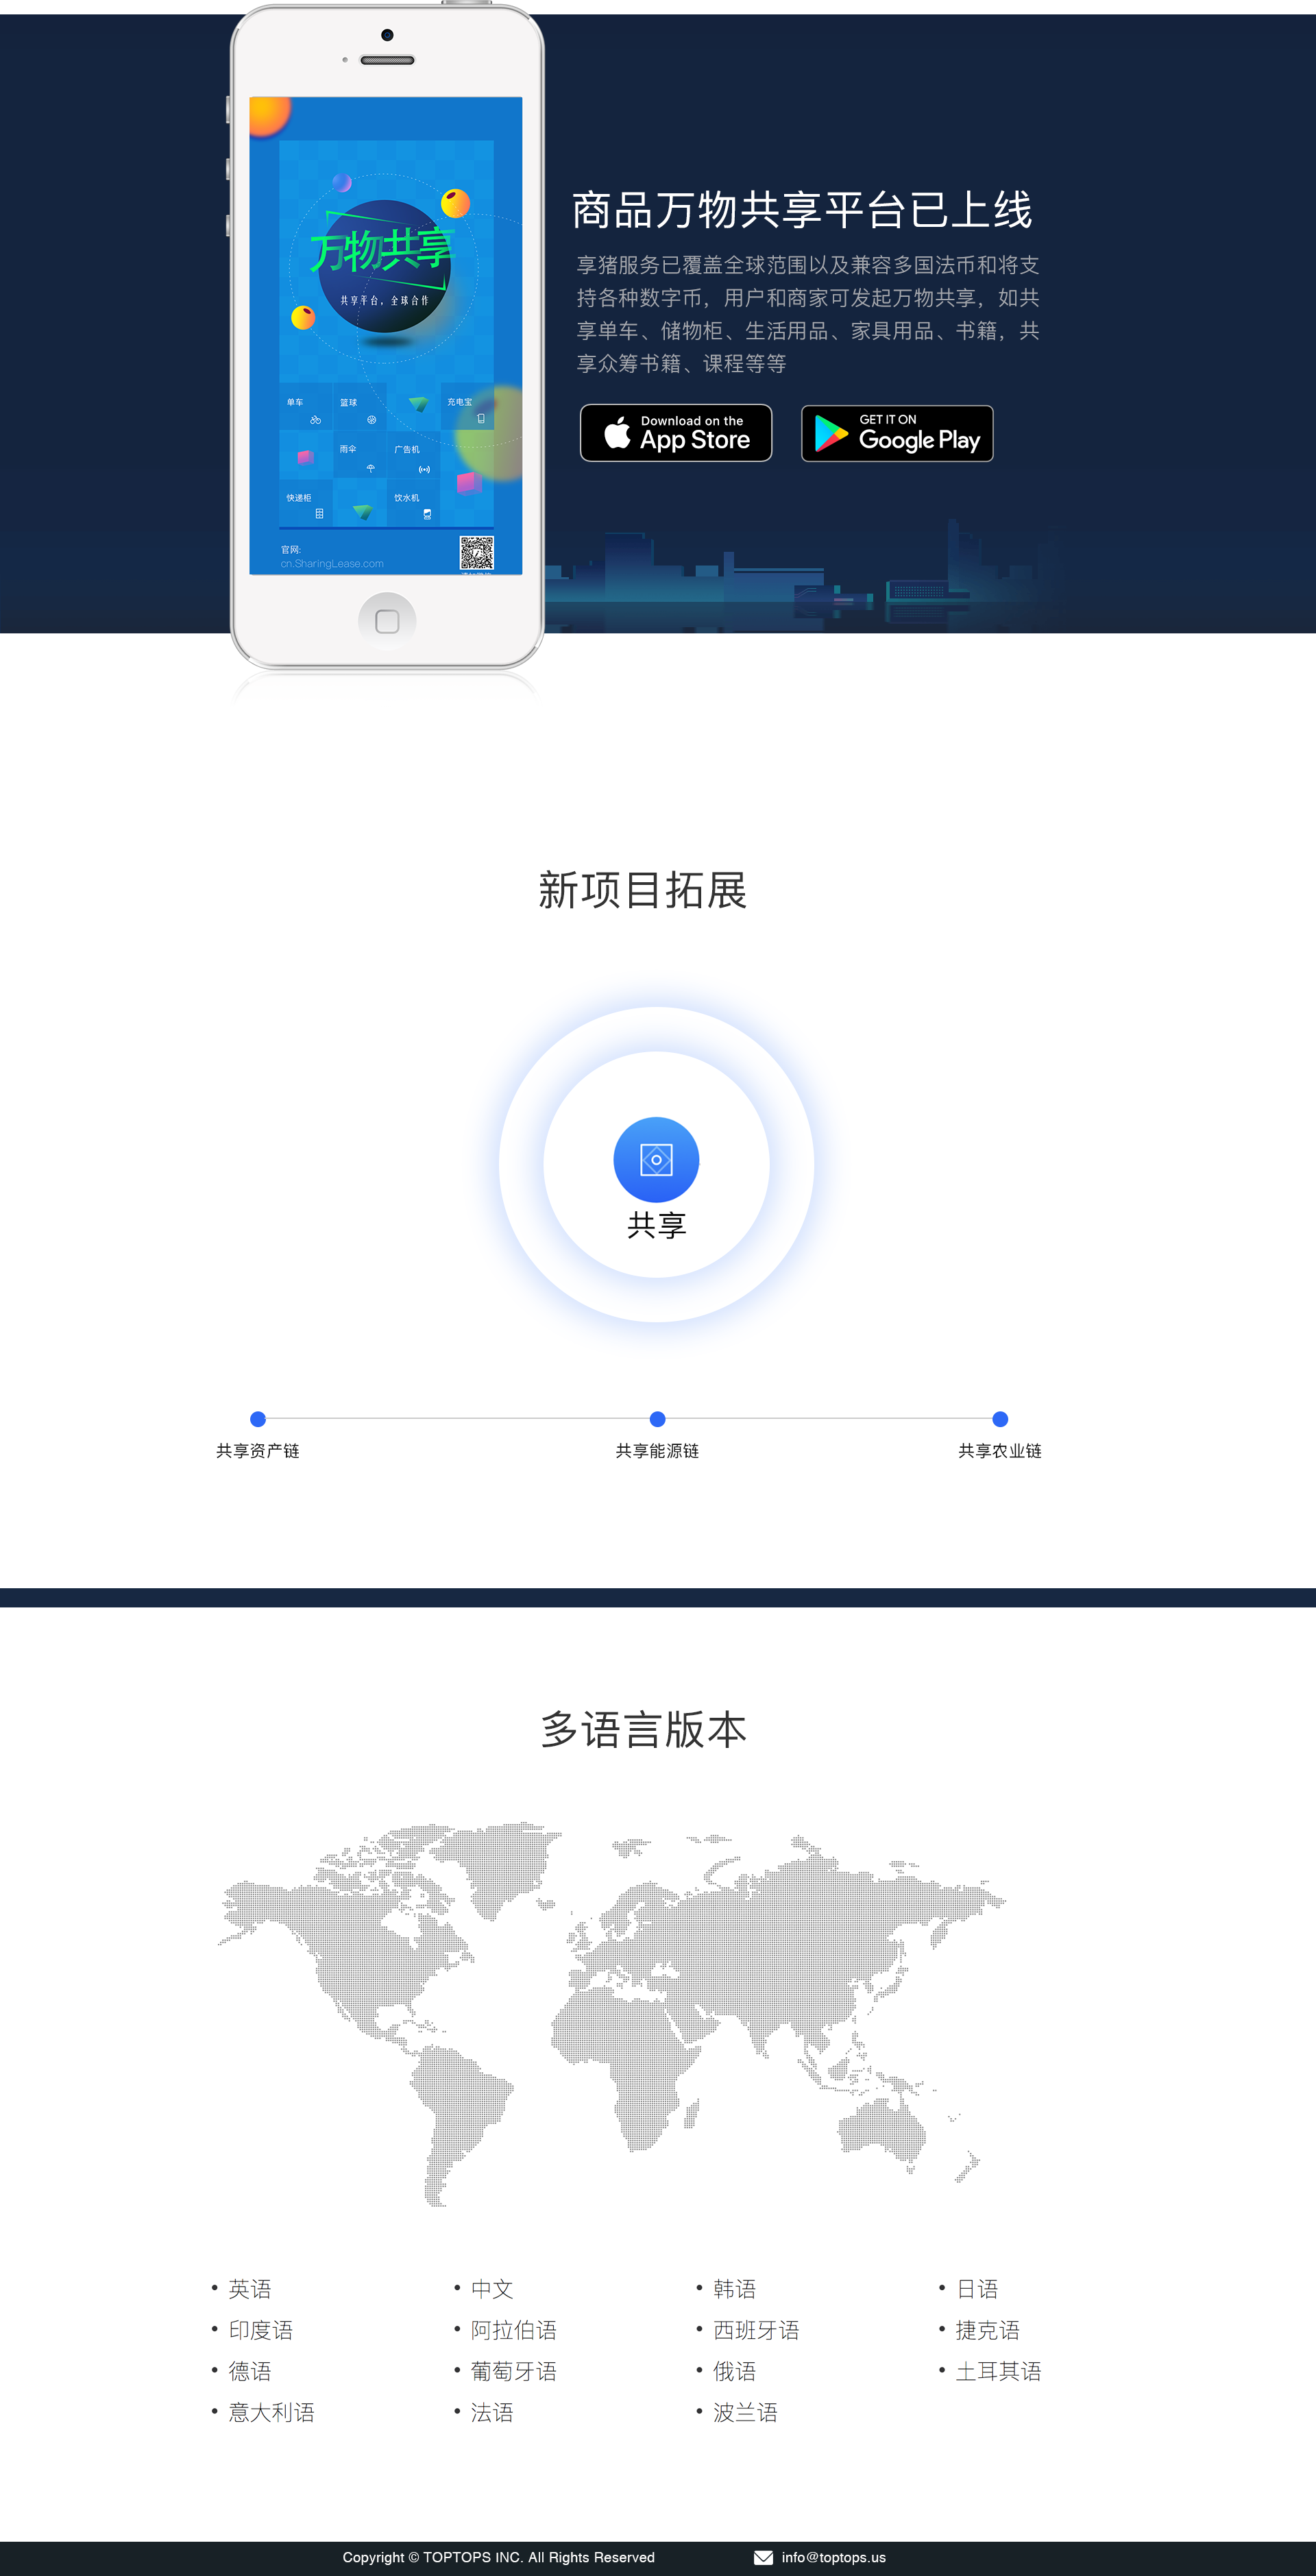 万物共享
共享平台，全球合作
单车
篮球
充电宝
雨伞
广告机
快递柜
饮水机
官网:
cn.SharingLease.com
商品万物共享平台已上线
享猪服务已覆盖全球范围以及兼容多国法币和将支
持各种数字币，用户和商家可发起万物共享，如共
享单车、储物柜、生活用品、家具用品、书籍，共
享众筹书籍、课程等等
Download on the
App Store
GET IT ON
Google Play
新项目拓展
共享
共享资产链
共享能源链
共享农业链
多语言版本
• 英语
• 中文
• 韩语
• 日语
• 印度语
• 阿拉伯语
• 西班牙语
• 捷克语
• 德语
• 葡萄牙语
• 俄语
• 土耳其语
• 意大利语
• 法语
• 波兰语
Copyright © TOPTOPS INC. All Rights Reserved
info@toptops.us